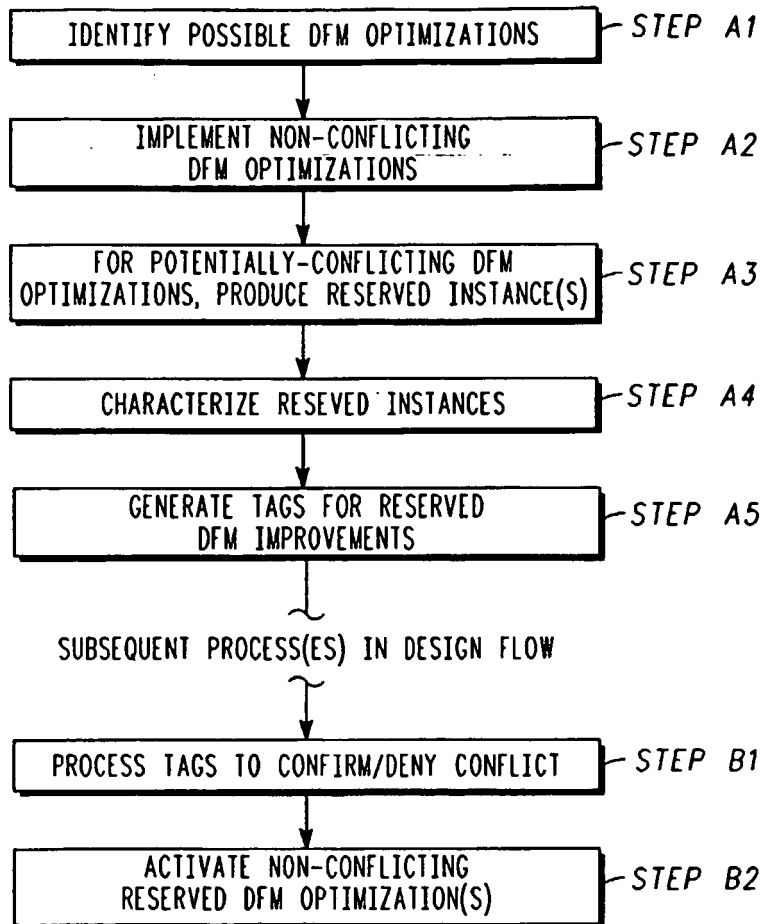 IDENTIFY POSSIBLE DFM OPTIMIZATIONS
STEP A1
IMPLEMENT NON-CONFLICTING
DFM OPTIMIZATIONS
STEP A2
FOR POTENTIALLY-CONFLICTING DFM
OPTIMIZATIONS, PRODUCE RESERVED INSTANCE(S)
STEP A3
CHARACTERIZE RESEVED INSTANCES
STEP A4
GENERATE TAGS FOR RESERVED
DFM IMPROVEMENTS
STEP A5
SUBSEQUENT PROCESS(ES) IN DESIGN FLOW
PROCESS TAGS TO CONFIRM/DENY CONFLICT
STEP B1
ACTIVATE NON-CONFLICTING
RESERVED DFM OPTIMIZATION(S)
STEP B2